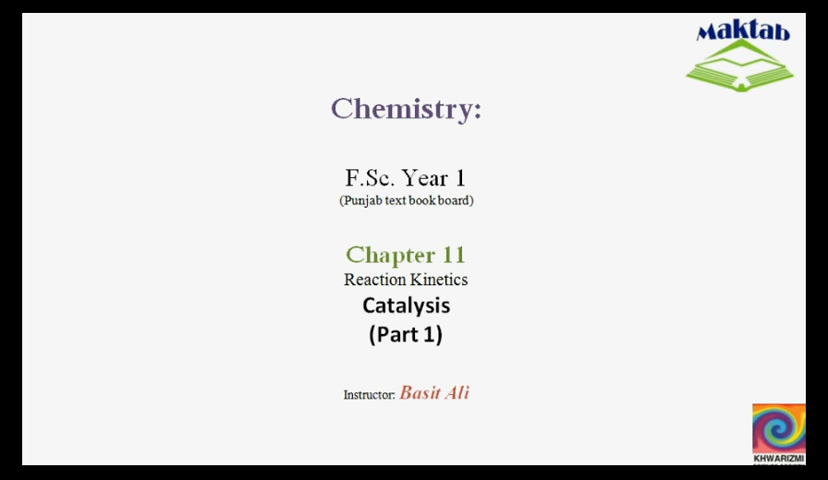 Maktab
Chemistry:
F.Sc. Year 1
(Punjab text book board)
Chapter 11
Reaction Kinetics
Catalysis
(Part 1)
Instructor: Basit Ali
KHWARIZMI